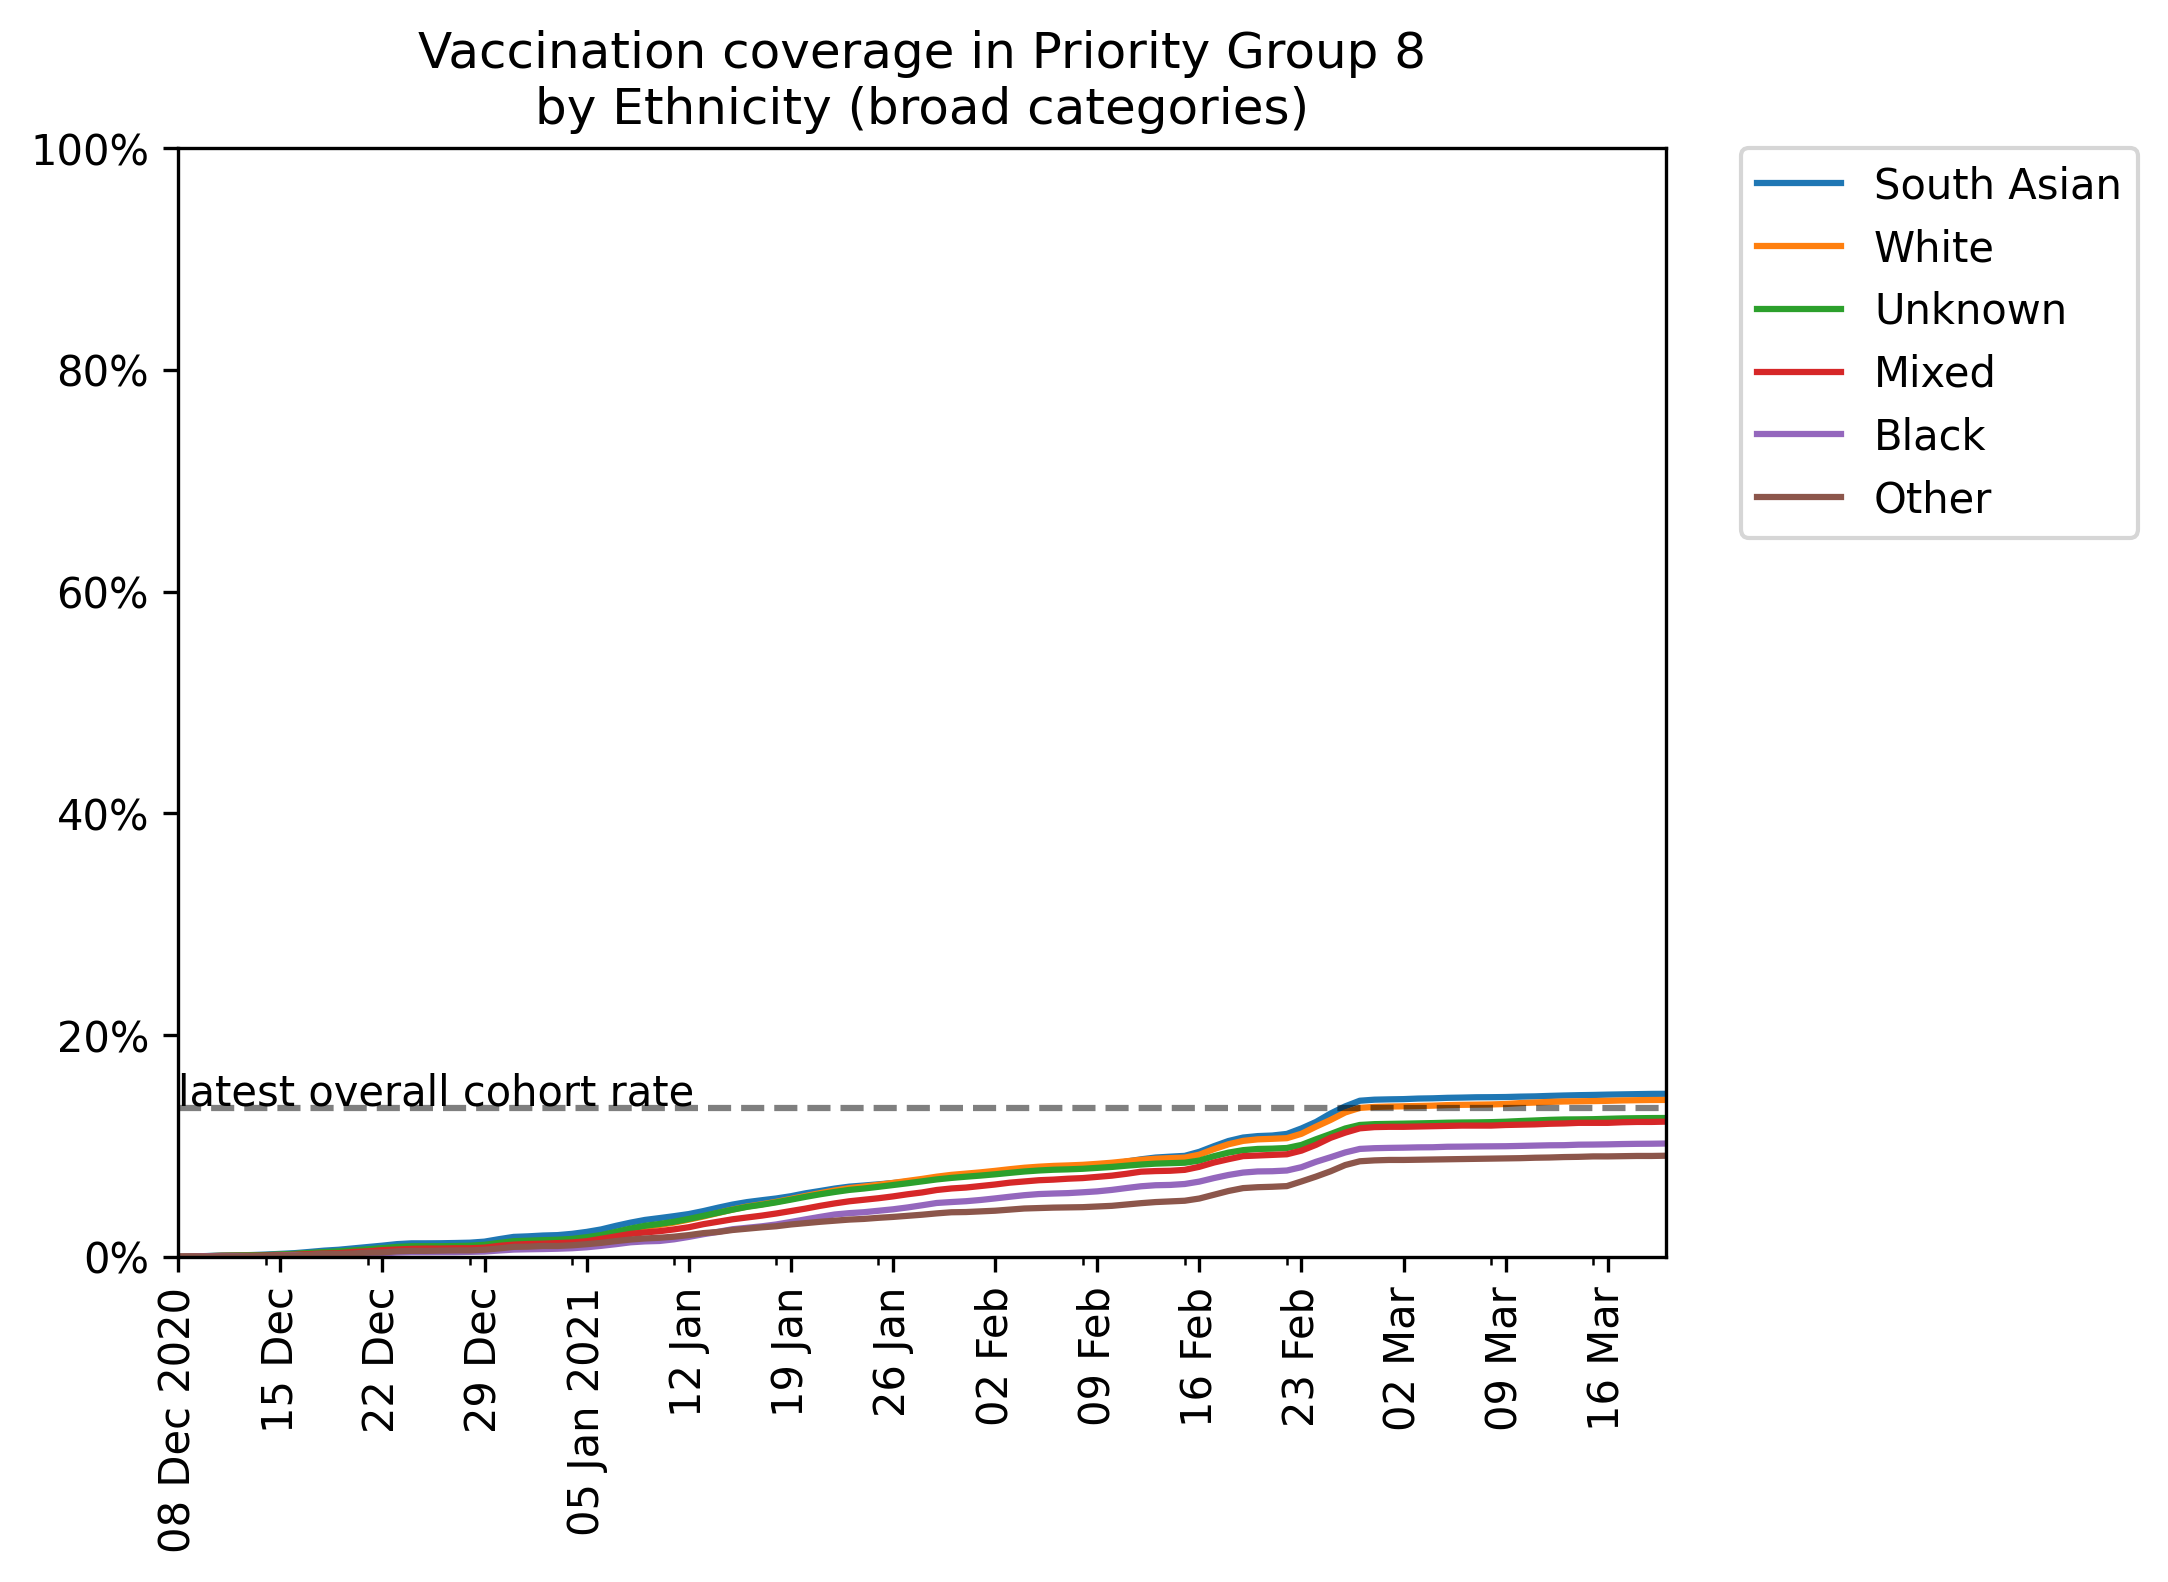 Vaccination coverage in Priority Group 8
by Ethnicity (broad categories)
100%
80%
60%
40%
20%
0%
latest overall cohort rate
South Asian
White
Unknown
Mixed
Black
Other
08 Dec 2020
15 Dec
22 Dec
29 Dec
05 Jan 2021
12 Jan
19 Jan
26 Jan
02 Feb
09 Feb
16 Feb
23 Feb
02 Mar
09 Mar
16 Mar